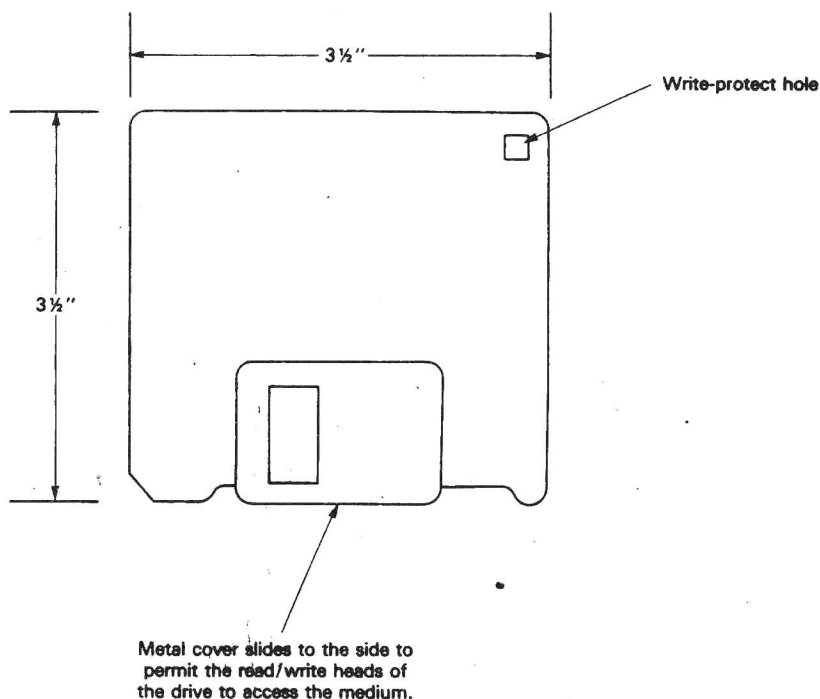 3½″
Write-protect hole
3½″
Metal cover slides to the side to
permit the read/write heads of
the drive to access the medium.